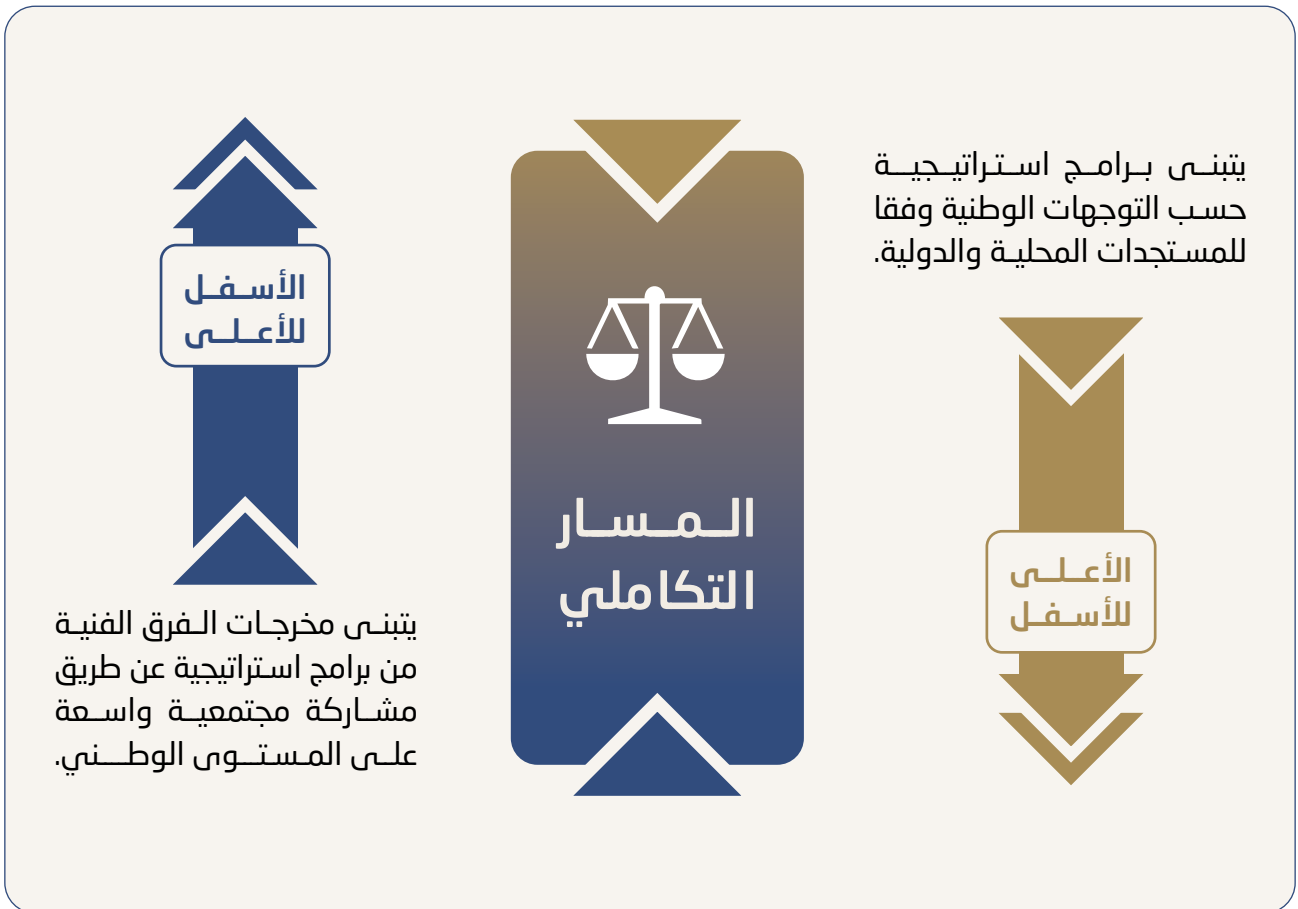 يتبنى برامج استراتيجية
حسب التوجهات الوطنية وفقا
للمستجدات المحلية والدولية.
الأعلى
للأسفل
المسار
التكاملي
الأسفل
للأعلى
يتبنى مخرجات الفرق الفنية
من برامج استراتيجية عن طريق
مشاركة مجتمعية واسعة
على المستوى الوطني.